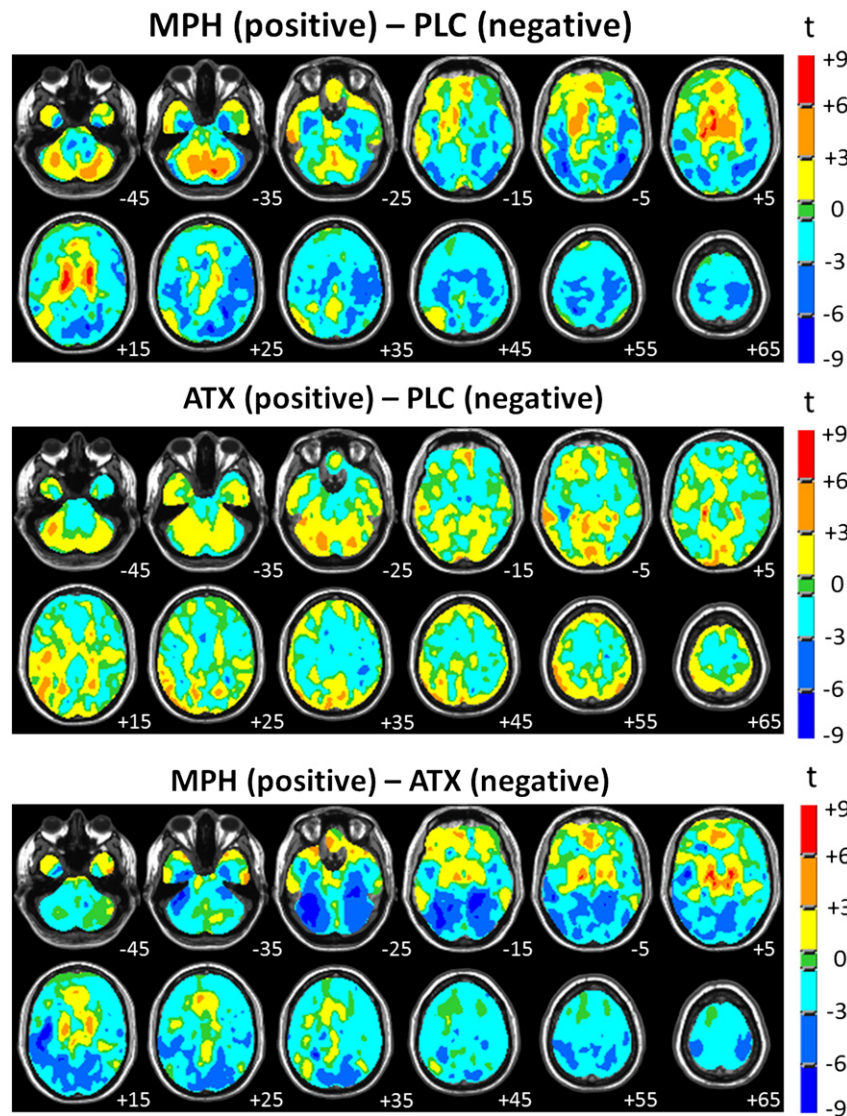 MPH (positive) – PLC (negative)
t
+9
+6
+3
0
-3
-6
-9
-45 -35 -25 -15 -5 +5
+15 +25 +35 +45 +55 +65
ATX (positive) – PLC (negative)
t
+9
+6
+3
0
-3
-6
-9
-45 -35 -25 -15 -5 +5
+15 +25 +35 +45 +55 +65
MPH (positive) – ATX (negative)
t
+9
+6
+3
0
-3
-6
-9
-45 -35 -25 -15 -5 +5
+15 +25 +35 +45 +55 +65